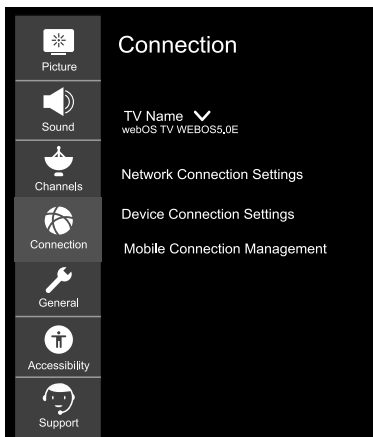 Picture
Sound
Channels
Connection
General
Accessibility
Support
Connection
TV Name
webOS TV WEBOS5.0E
Network Connection Settings
Device Connection Settings
Mobile Connection Management